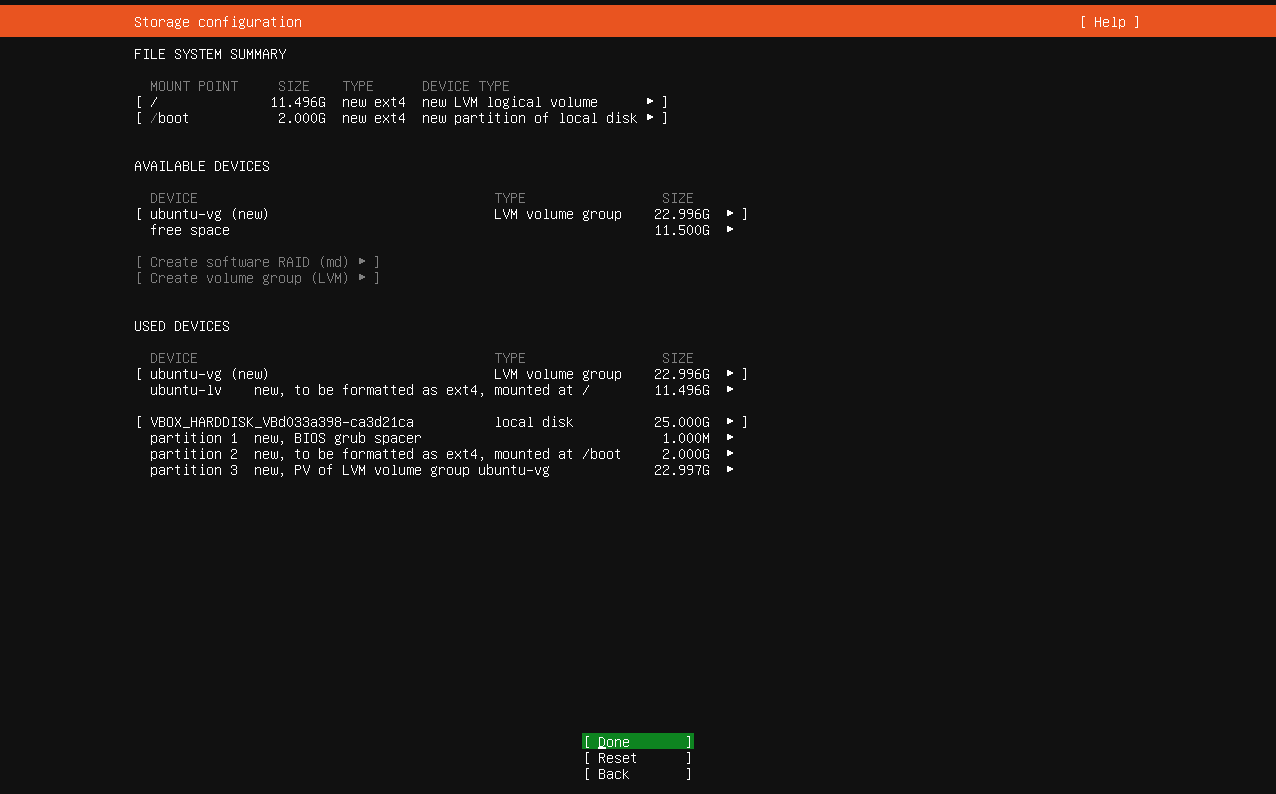 Storage configuration [ Help ]
FILE SYSTEM SUMMARY
MOUNT POINT SIZE TYPE DEVICE TYPE
[ / 11.496G new ext4 new LVM logical volume ▸ ]
[ /boot 2.000G new ext4 new partition of local disk ▸ ]
AVAILABLE DEVICES
DEVICE TYPE SIZE
[ ubuntu-vg (new) LVM volume group 22.996G ▸ ]
free space 11.500G ▸
[ Create software RAID (md) ▸ ]
[ Create volume group (LVM) ▸ ]
USED DEVICES
DEVICE TYPE SIZE
[ ubuntu-vg (new) LVM volume group 22.996G ▸ ]
ubuntu-lv new, to be formatted as ext4, mounted at / 11.496G ▸
[ VBOX_HARDDISK_VBd033a398-ca3d21ca local disk 25.000G ▸ ]
partition 1 new, BIOS grub spacer 1.000M ▸
partition 2 new, to be formatted as ext4, mounted at /boot 2.000G ▸
partition 3 new, PV of LVM volume group ubuntu-vg 22.997G ▸
[ Done ]
[ Reset ]
[ Back ]